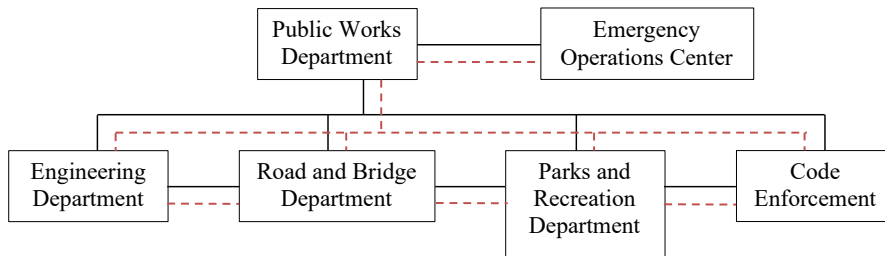 Public Works
Department
Emergency
Operations Center
Engineering
Department
Road and Bridge
Department
Parks and
Recreation
Department
Code
Enforcement